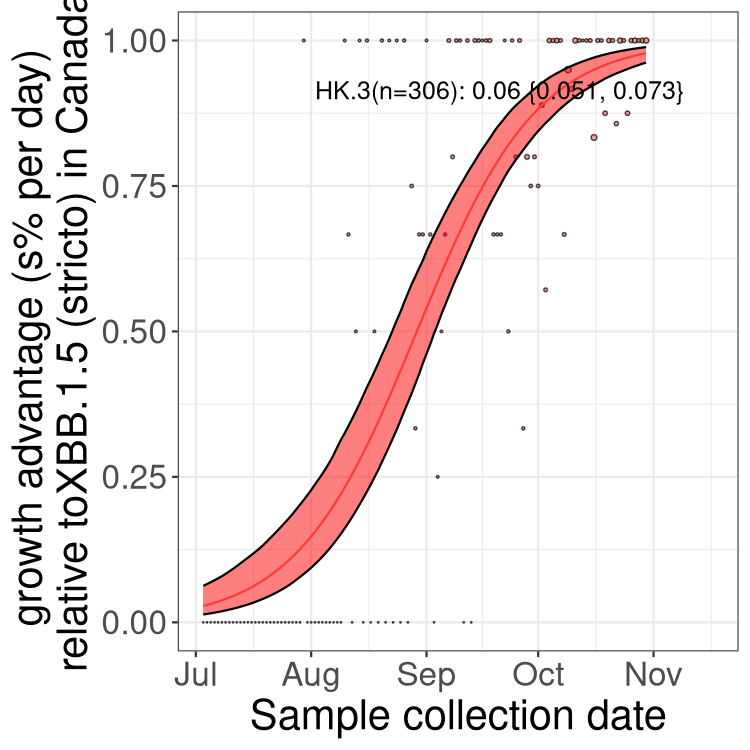 growth advantage (s% per day)
relative toXBB.1.5 (stricto) in Canada
1.00
0.75
0.50
0.25
0.00
HK.3(n=306): 0.06 {0.051, 0.073}
Jul Aug Sep Oct Nov
Sample collection date